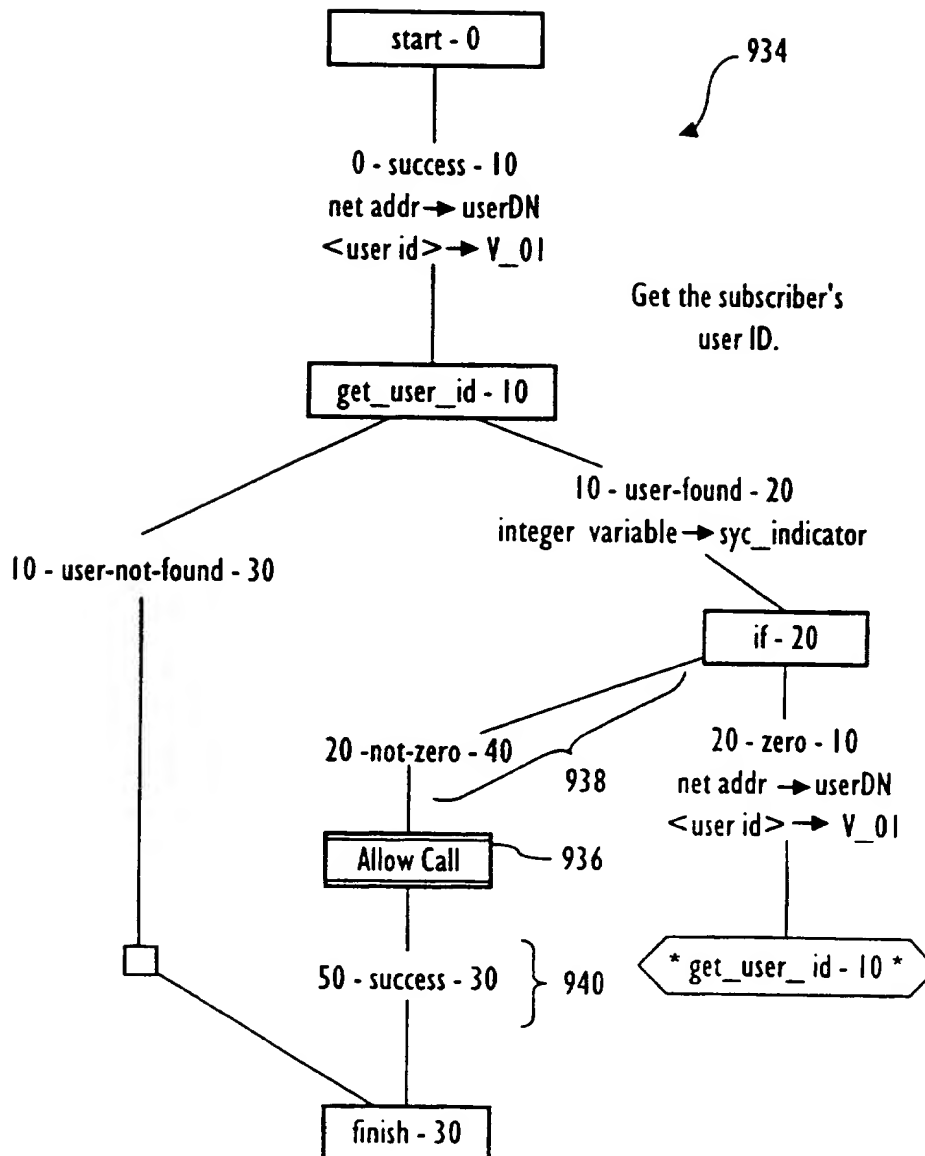 start - 0
934
0 - success - 10
net addr → userDN
<user id> → V_01
Get the subscriber's
user ID.
get_user_id - 10
10 - user-found - 20
integer variable → syc_indicator
10 - user-not-found - 30
if - 20
20 -not-zero - 40
938
20 - zero - 10
net addr → userDN
<user id> → V_01
Allow Call
936
* get_user_ id - 10 *
50 - success - 30
940
finish - 30